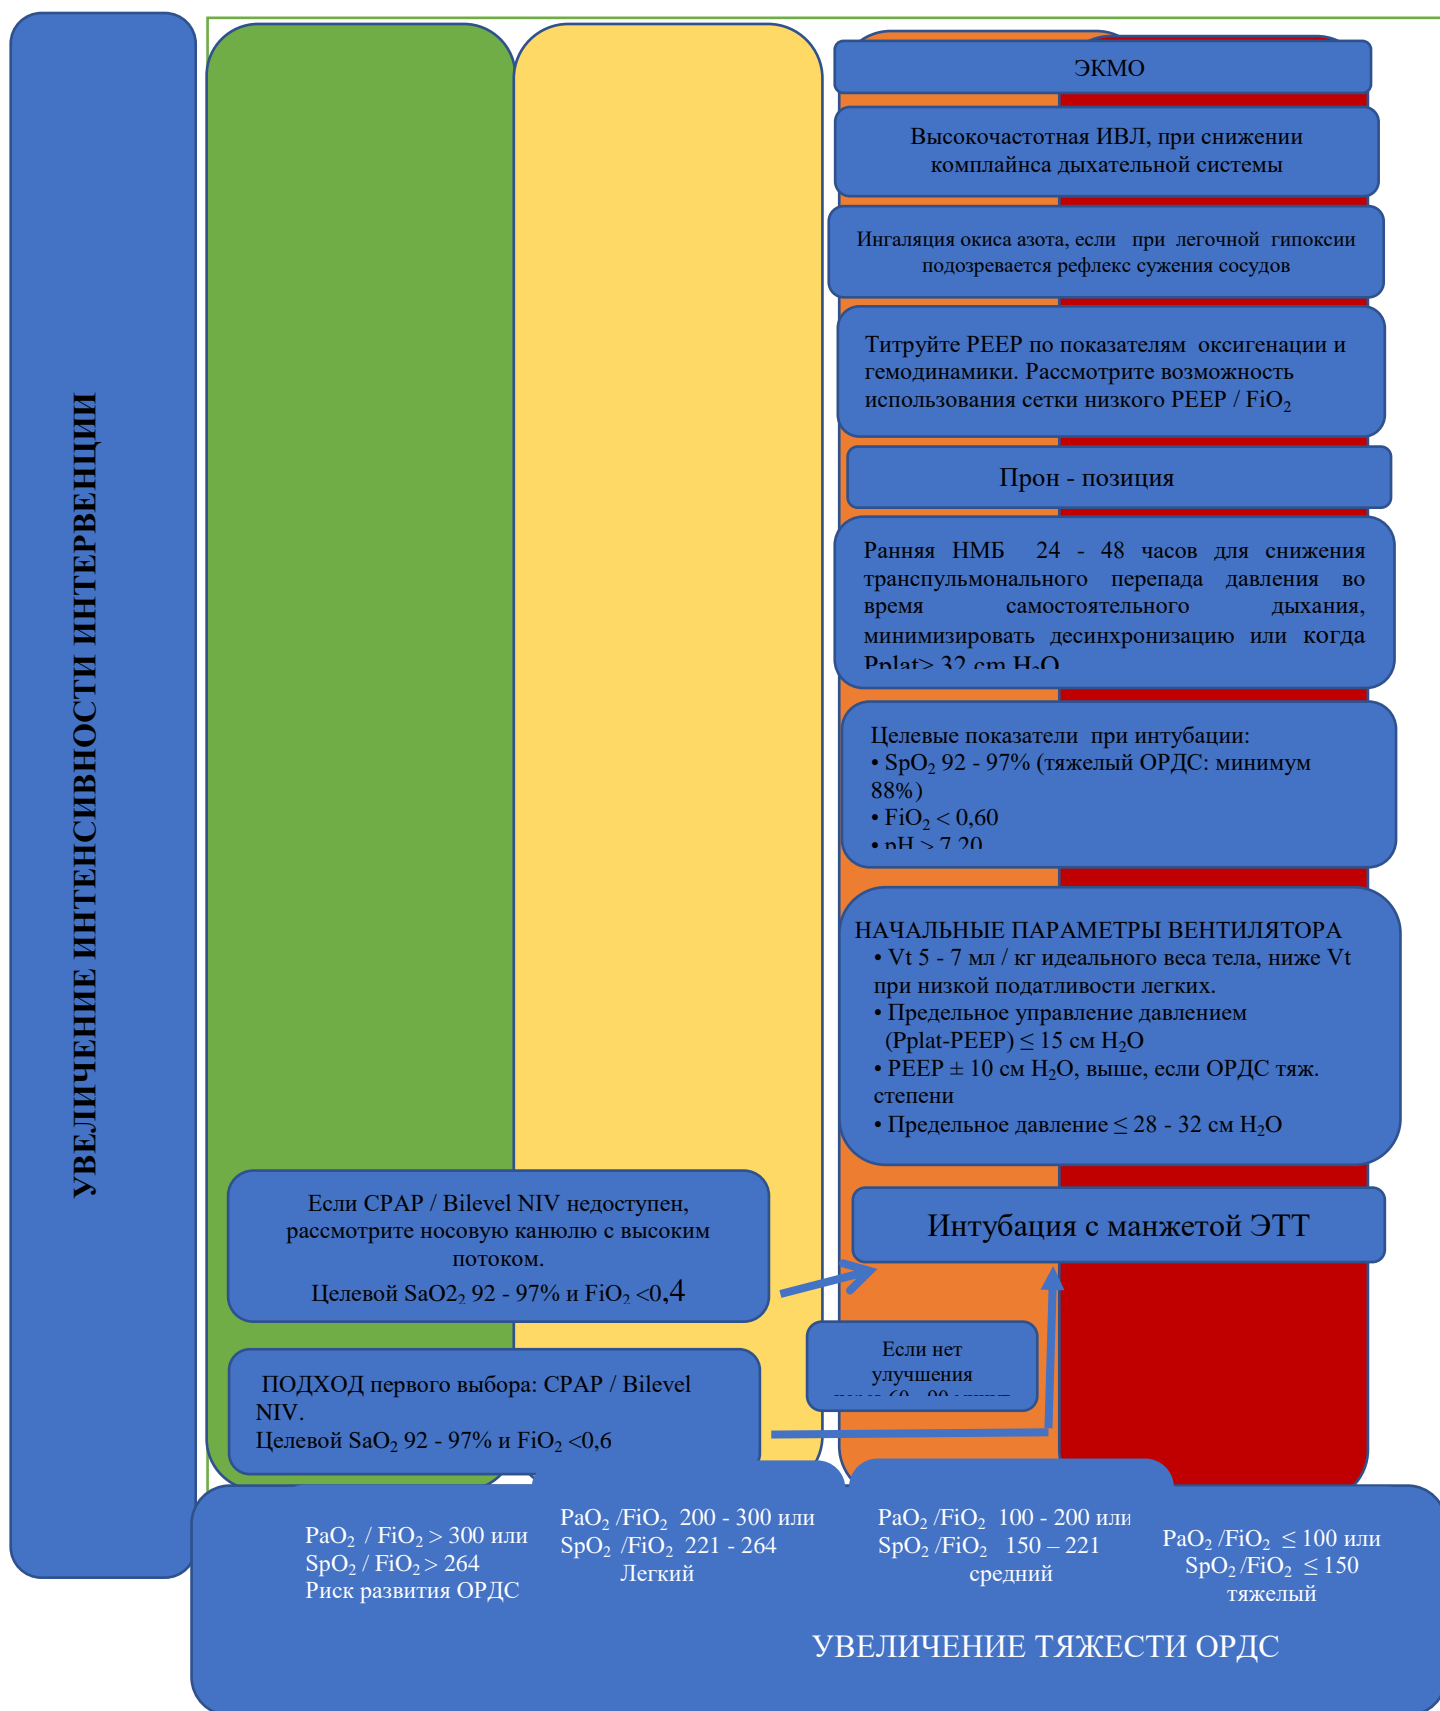 УВЕЛИЧЕНИЕ ИНТЕНСИВНОСТИ ИНТЕРВЕНЦИИ
ЭКМО
Высокочастотная ИВЛ, при снижении
комплайнса дыхательной системы
Ингаляция окиса азота, если при легочной гипоксии
подозревается рефлекс сужения сосудов
Титруйте PEEP по показателям оксигенации и
гемодинамики. Рассмотрите возможность
использования сетки низкого PEEP / FiO₂
Прон - позиция
Ранняя НМБ 24 - 48 часов для снижения
транспульмонального перепада давления во
время самостоятельного дыхания,
минимизировать десинхронизацию или когда
Pplat> 32 cm H₂O
Целевые показатели при интубации:
• SpO₂ 92 - 97% (тяжелый ОРДС: минимум
88%)
• FiO₂ < 0,60
• pH > 7,20
НАЧАЛЬНЫЕ ПАРАМЕТРЫ ВЕНТИЛЯТОРА
• Vt 5 - 7 мл / кг идеального веса тела, ниже Vt
при низкой податливости легких.
• Предельное управление давлением
(Pplat-PEEP) ≤ 15 см H₂O
• PEEP ± 10 см H₂O, выше, если ОРДС тяж.
степени
• Предельное давление ≤ 28 - 32 см H₂O
Если CPAP / Bilevel NIV недоступен,
рассмотрите носовую канюлю с высоким
потоком.
Целевой SaO2₂ 92 - 97% и FiO₂ <0,4
Интубация с манжетой ЭТТ
Если нет
улучшения
ПОДХОД первого выбора: CPAP / Bilevel
NIV.
Целевой SaO₂ 92 - 97% и FiO₂ <0,6
PaO₂ / FiO₂ > 300 или
SpO₂ / FiO₂ > 264
Риск развития ОРДС
PaO₂ /FiO₂ 200 - 300 или
SpO₂ /FiO₂ 221 - 264
Легкий
PaO₂ /FiO₂ 100 - 200 или
SpO₂ /FiO₂ 150 – 221
средний
PaO₂ /FiO₂ ≤ 100 или
SpO₂ /FiO₂ ≤ 150
тяжелый
УВЕЛИЧЕНИЕ ТЯЖЕСТИ ОРДС